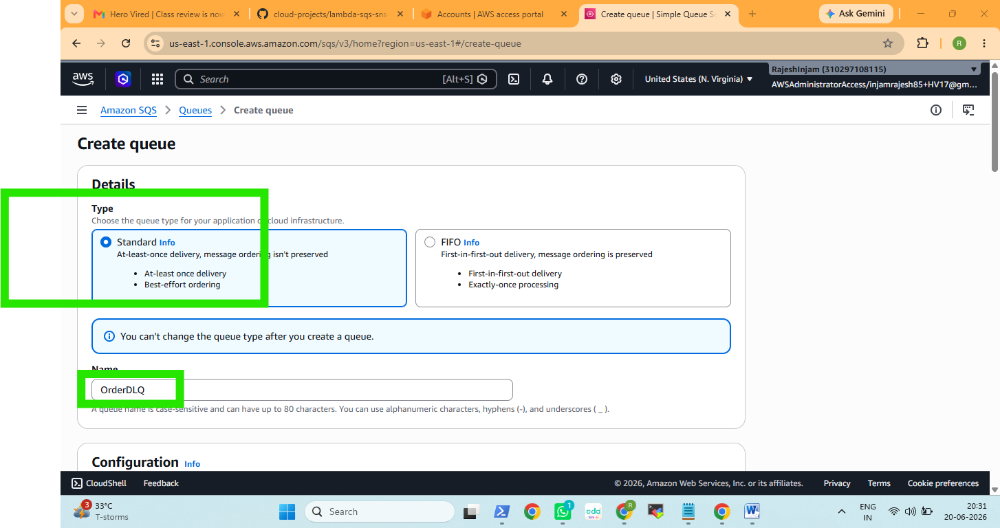 Hero Vired | Class review is now
cloud-projects/lambda-sqs-sns
Accounts | AWS access portal
Create queue | Simple Queue Se
Ask Gemini
us-east-1.console.aws.amazon.com/sqs/v3/home?region=us-east-1#/create-queue
R
aws
Search
[Alt+S]
United States (N. Virginia)
RajeshInjam (310297108115)
AWSAdministratorAccess/injamrajesh85+HV17@gm...
Amazon SQS
Queues
Create queue
Create queue
Details
Type
Choose the queue type for your application or cloud infrastructure.
Standard Info
At-least-once delivery, message ordering isn't preserved
• At-least once delivery
• Best-effort ordering
FIFO Info
First-in-first-out delivery, message ordering is preserved
• First-in-first-out delivery
• Exactly-once processing
You can't change the queue type after you create a queue.
Name
OrderDLQ
A queue name is case-sensitive and can have up to 80 characters. You can use alphanumeric characters, hyphens (-), and underscores ( _ ).
Configuration Info
CloudShell
Feedback
© 2026, Amazon Web Services, Inc. or its affiliates.
Privacy
Terms
Cookie preferences
3
33°C
T-storms
Search
1
R
ENG
IN
20:31
20-06-2026